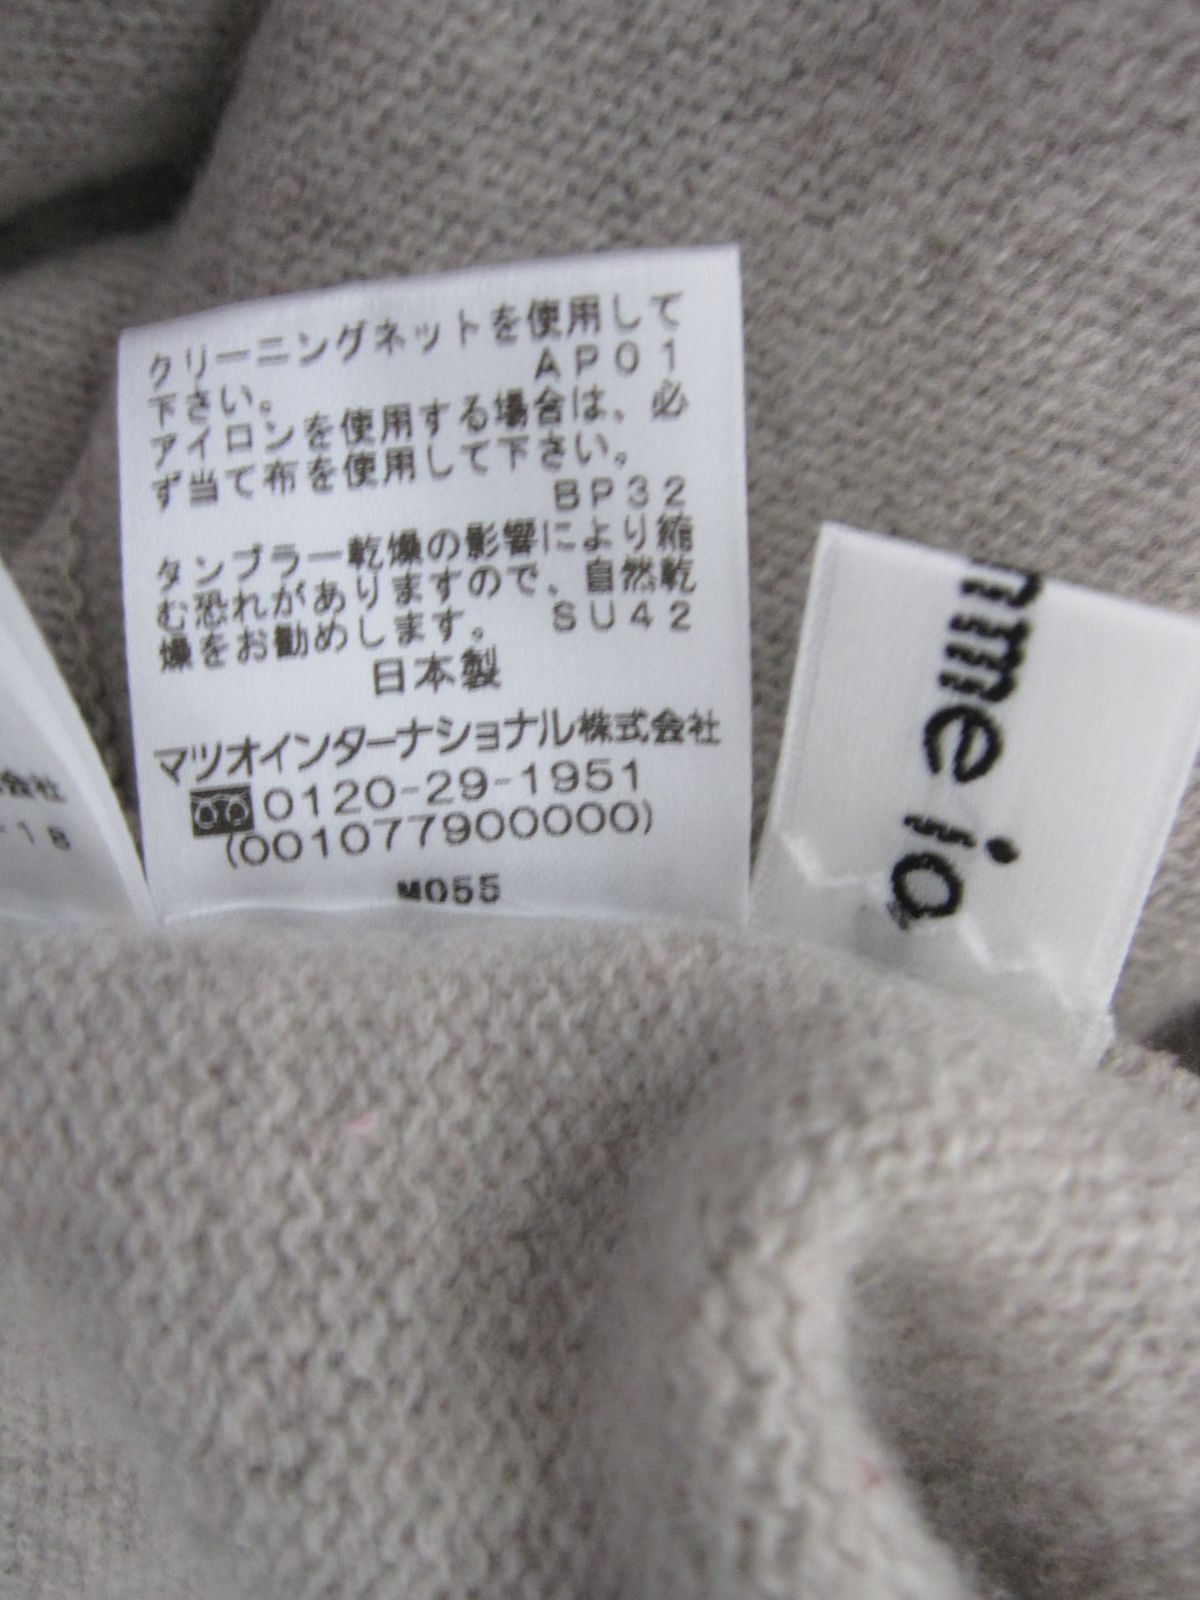 クリーニングネットを使用して
下さい。 AP01
アイロンを使用する場合は、必
ず当て布を使用して下さい。
BP32
タンブラー乾燥の影響により縮
む恐れがありますので、自然乾
燥をお勧めします。 SU42
日本製
マツオインターナショナル株式会社
0120-29-1951
(001077900000)
M055
会社
-18
mme io